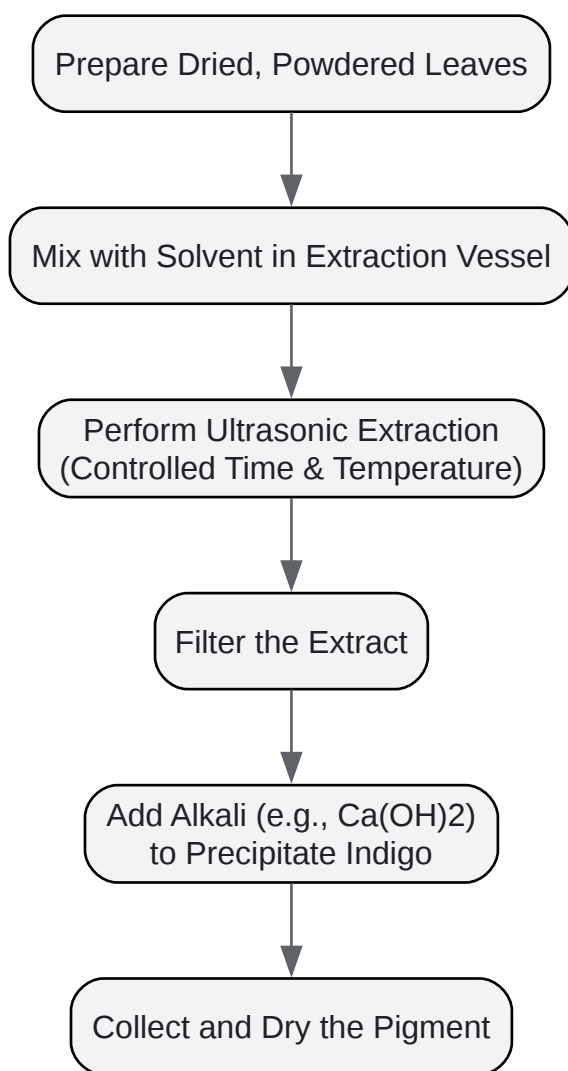 Prepare Dried, Powdered Leaves
Mix with Solvent in Extraction Vessel
Perform Ultrasonic Extraction
(Controlled Time & Temperature)
Filter the Extract
Add Alkali (e.g., Ca(OH)2)
to Precipitate Indigo
Collect and Dry the Pigment